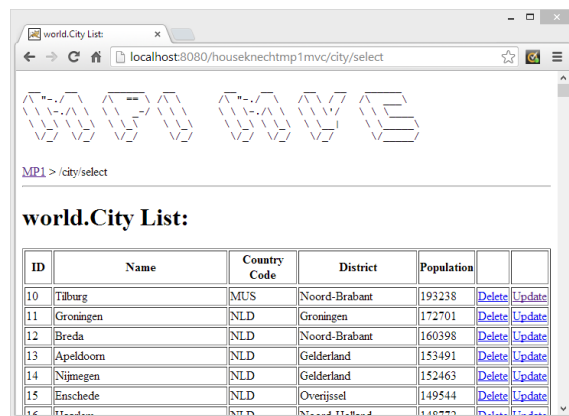 world.City List:
localhost:8080/houseknechtmp1mvc/city/select
MP1 > /city/select
world.City List:
ID Name Country Code District Population
10 Tilburg MUS Noord-Brabant 193238 Delete Update
11 Groningen NLD Groningen 172701 Delete Update
12 Breda NLD Noord-Brabant 160398 Delete Update
13 Apeldoorn NLD Gelderland 153491 Delete Update
14 Nijmegen NLD Gelderland 152463 Delete Update
15 Enschede NLD Overijssel 149544 Delete Update